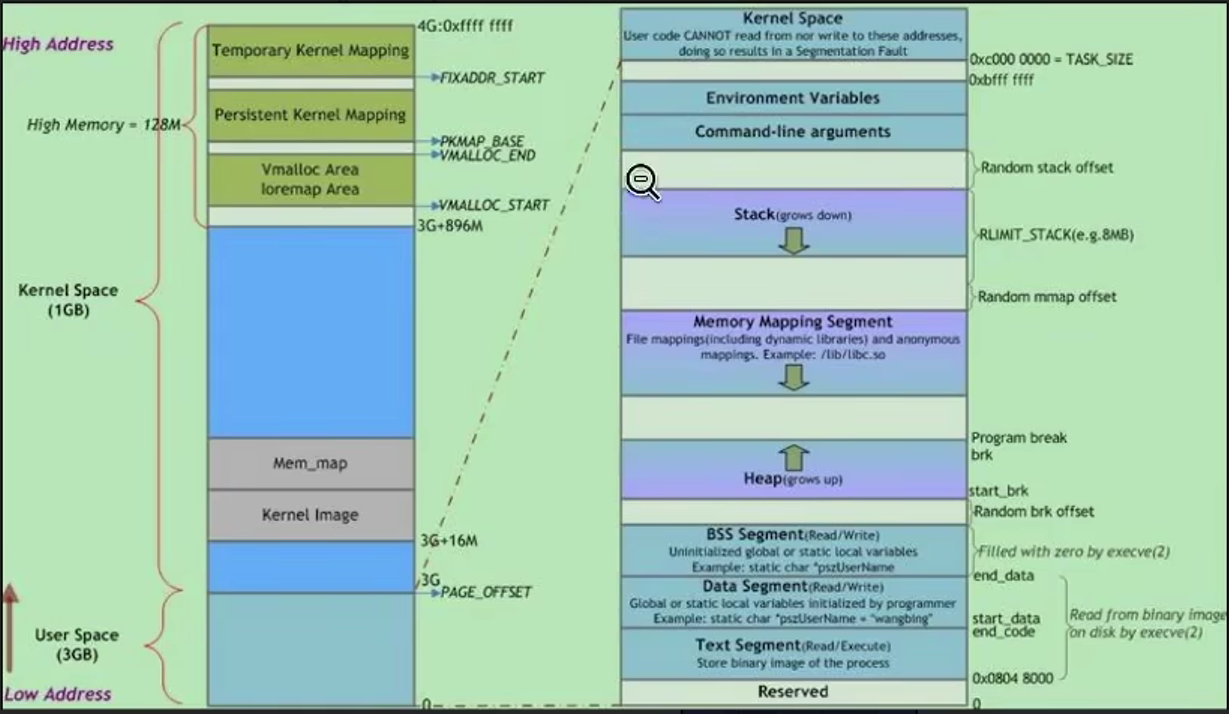 High Address
4G:0xffff ffff
Temporary Kernel Mapping
FIXADDR_START
Persistent Kernel Mapping
High Memory = 128M
PKMAP_BASE
VMALLOC_END
Vmalloc Area
Ioremap Area
VMALLOC_START
3G+896M
Kernel Space
(1GB)
Mem_map
Kernel Image
3G+16M
3G
PAGE_OFFSET
User Space
(3GB)
Low Address
0
Kernel Space
User code CANNOT read from nor write to these addresses,
doing so results in a Segmentation Fault
0xc000 0000 = TASK_SIZE
0xbfff ffff
Environment Variables
Command-line arguments
Random stack offset
Stack(grows down)
RLIMIT_STACK(e.g.8MB)
Random mmap offset
Memory Mapping Segment
File mappings(including dynamic libraries) and anonymous
mappings. Example: /lib/libc.so
Program break
brk
Heap(grows up)
start_brk
Random brk offset
BSS Segment(Read/Write)
Uninitialized global or static local variables
Example: static char *pszUserName
Filled with zero by execve(2)
end_data
Data Segment(Read/Write)
Global or static local variables initialized by programmer
Example: static char *pszUserName = "wangbing"
start_data
end_code
Read from binary image
on disk by execve(2)
Text Segment(Read/Execute)
Store binary image of the process
0x0804 8000
Reserved
0